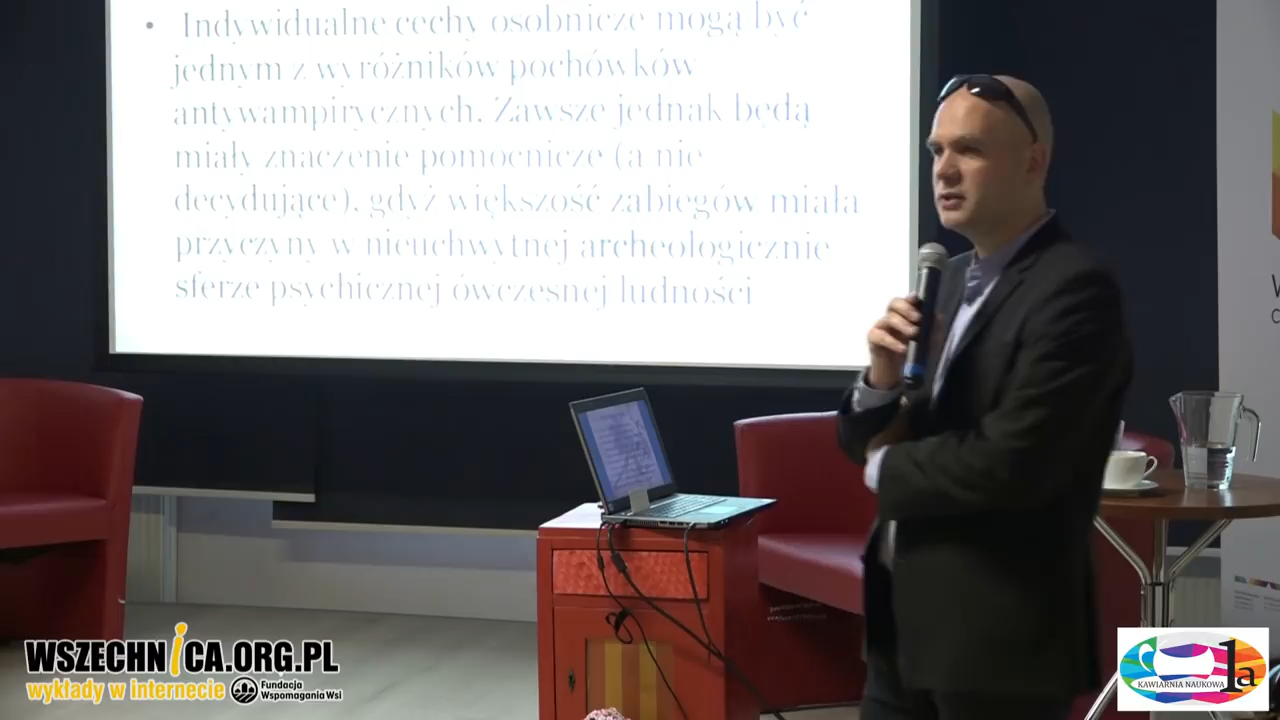 • Indywidualne cechy osobnicze mogą być
jednym z wyróżników pochówków
antywampirycznych. Zawsze jednak będą
miały znaczenie pomocnicze (a nie
decydujące), gdyż większość zabiegów miała
przyczyny w nieuchwytnej archeologicznie
sferze psychicznej ówczesnej ludności
WSZECHNICA.ORG.PL
wykłady w internecie
Fundacja
Wspomagania Wsi
KAWIARNIA NAUKOWA 1a